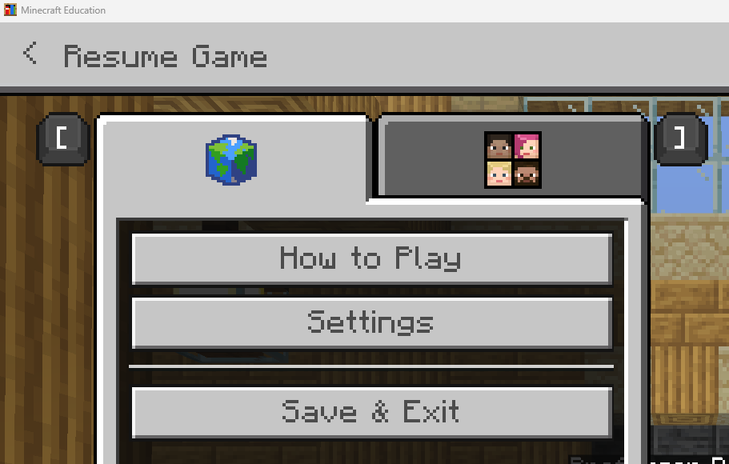 Minecraft Education
Resume Game
[ ]
How to Play
Settings
Save & Exit